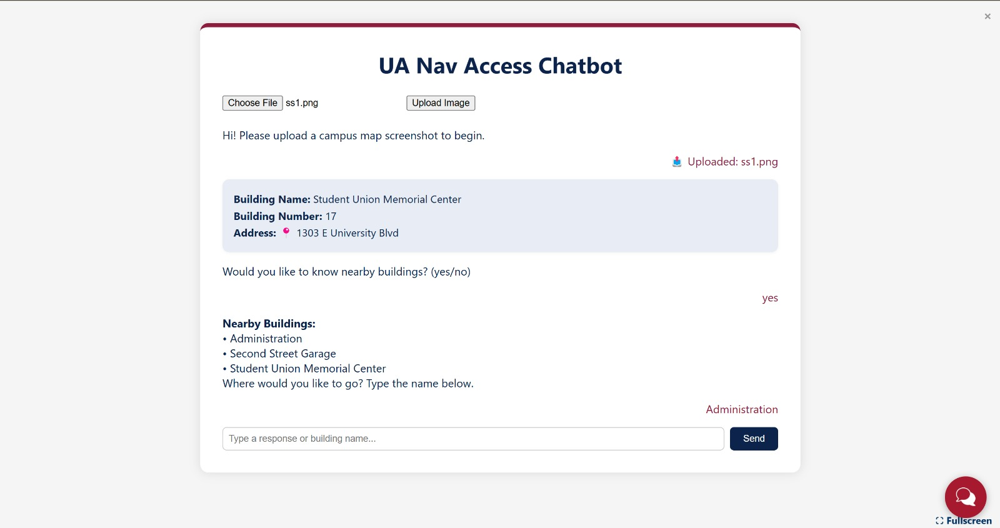 ×
UA Nav Access Chatbot
Choose File ss1.png Upload Image
Hi! Please upload a campus map screenshot to begin.
📤 Uploaded: ss1.png
Building Name: Student Union Memorial Center
Building Number: 17
Address: 📍 1303 E University Blvd
Would you like to know nearby buildings? (yes/no)
yes
Nearby Buildings:
• Administration
• Second Street Garage
• Student Union Memorial Center
Where would you like to go? Type the name below.
Administration
Type a response or building name... Send
Fullscreen